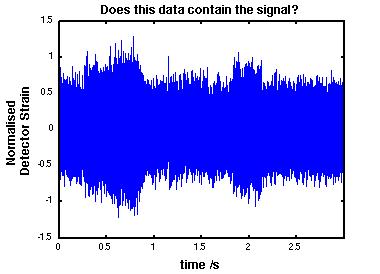 Does this data contain the signal?
1.5
1
0.5
0
-0.5
-1
-1.5
Normalised
Detector Strain
0 0.5 1 1.5 2 2.5
time /s